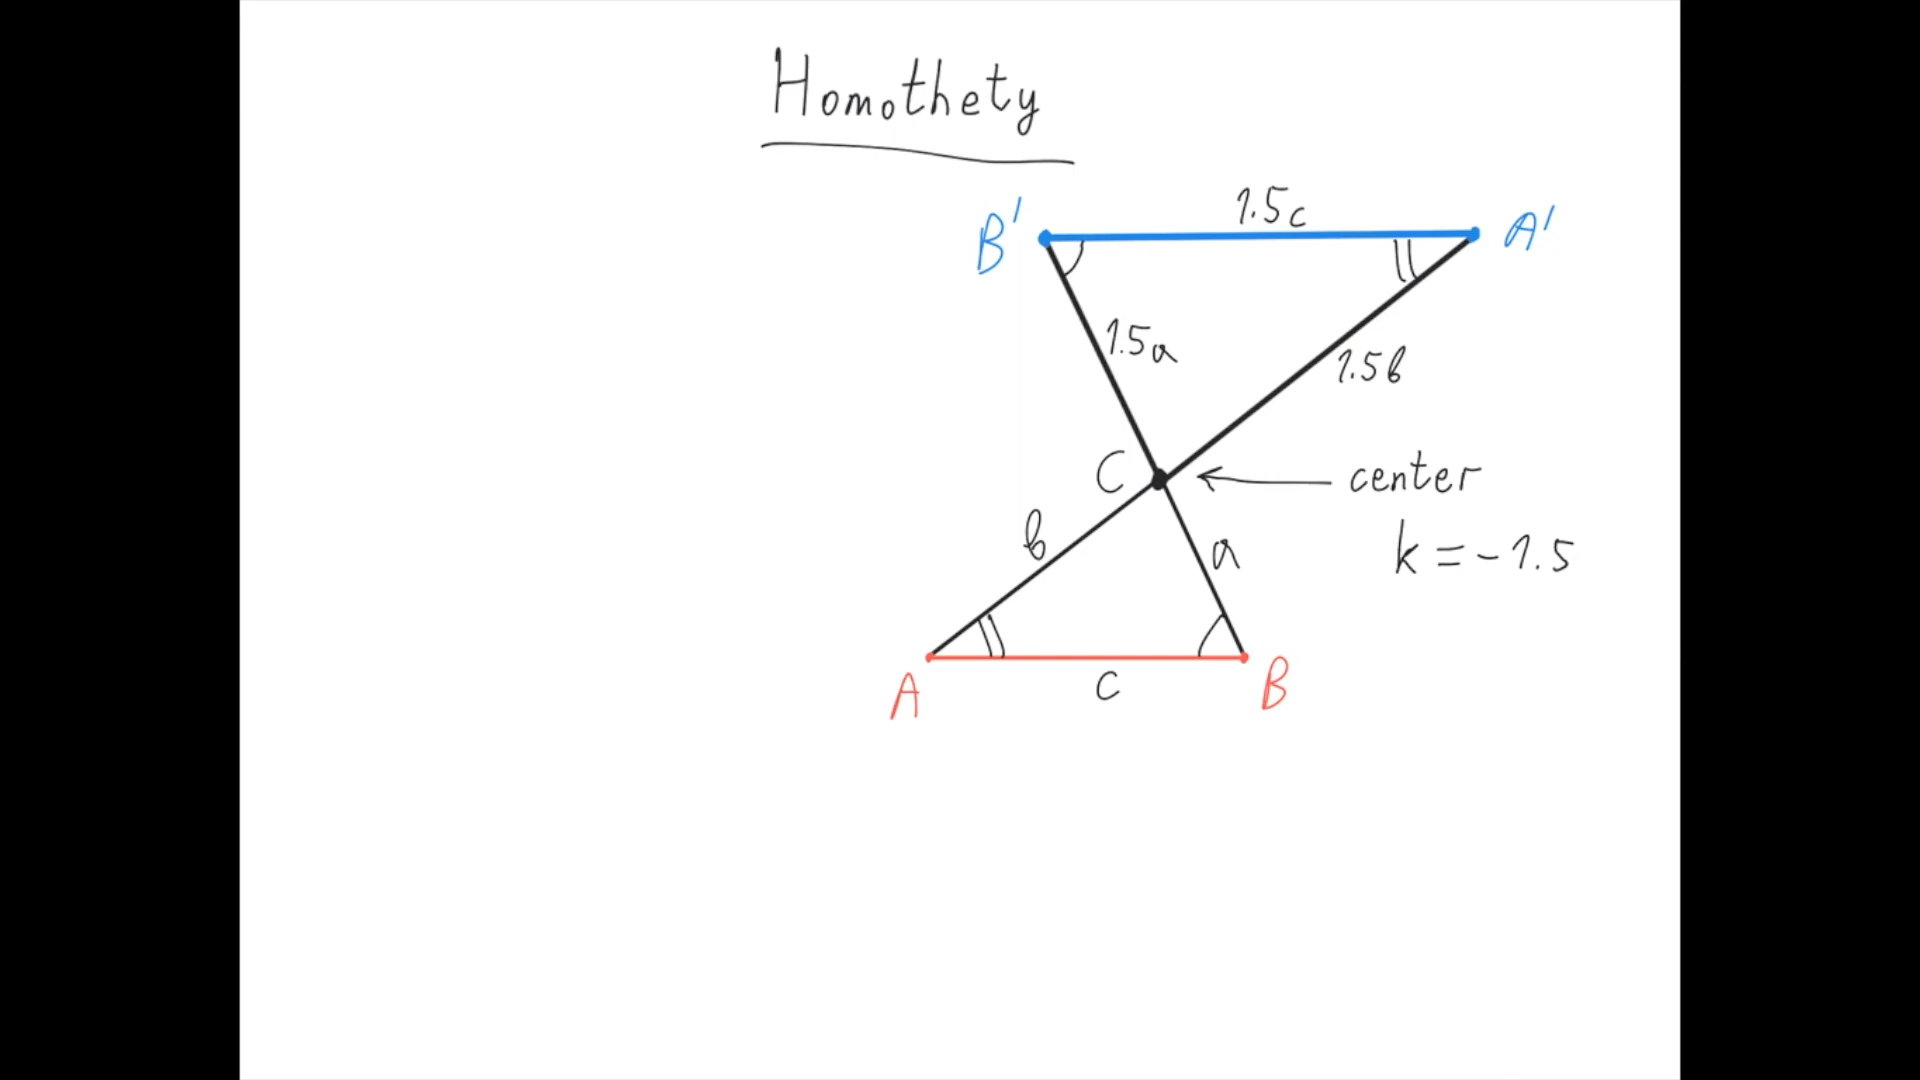 Homothety
1.5c
B' A'
1.5a
1.5b
C center
b a k = -1.5
A c B